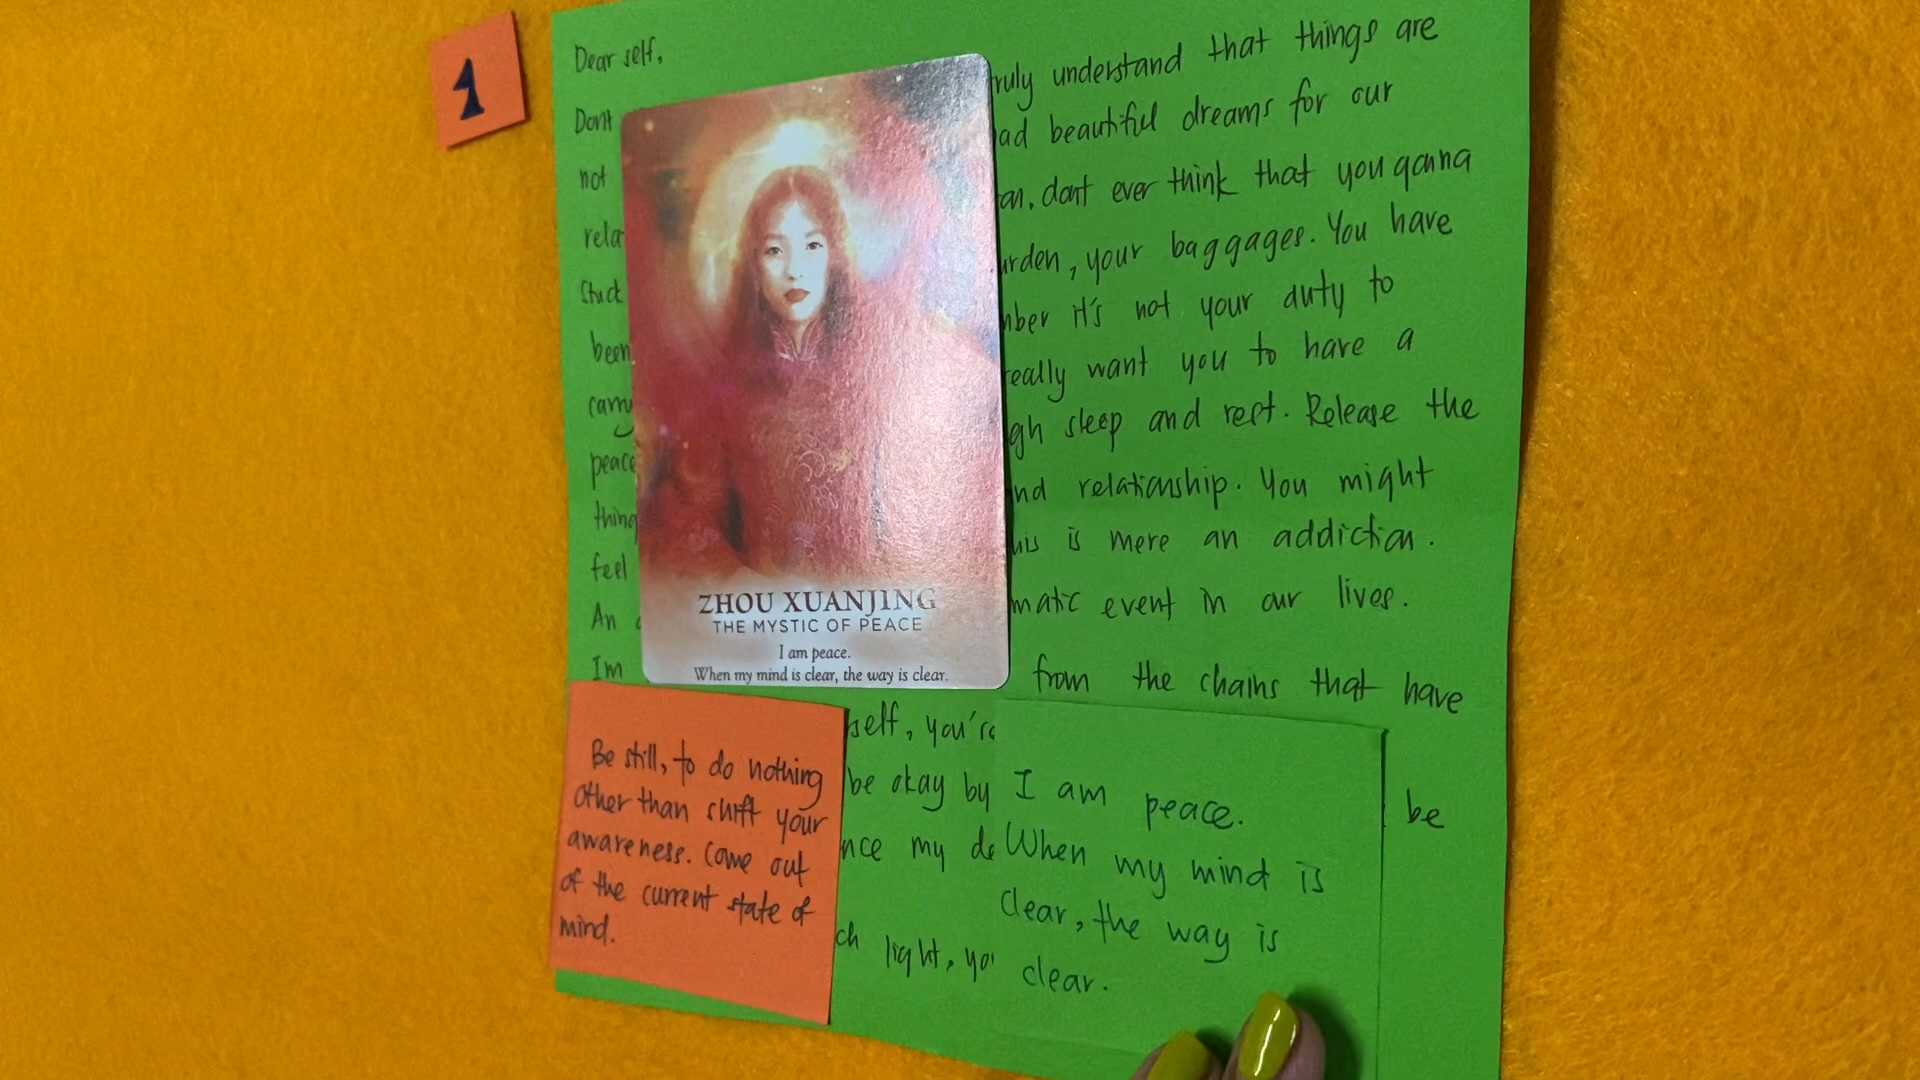 1
Dear self,
Dont ruly understand that things are
not ad beautiful dreams for our
rela on, dont ever think that you gonna
Stuck urden, your baggages. You have
been mber it's not your duty to
carry really want you to have a
peace gh sleep and rest. Release the
thing nd relationship. You might
feel his is mere an addiction.
An matic event in our lives.
Im from the chains that have
self, you're
be okay by be
nce my de
ch light, yo
ZHOU XUANJING
THE MYSTIC OF PEACE
I am peace.
When my mind is clear, the way is clear.
Be still, to do nothing
other than shift your
awareness. Come out
of the current state of
mind.
I am peace.
When my mind is
clear, the way is
clear.